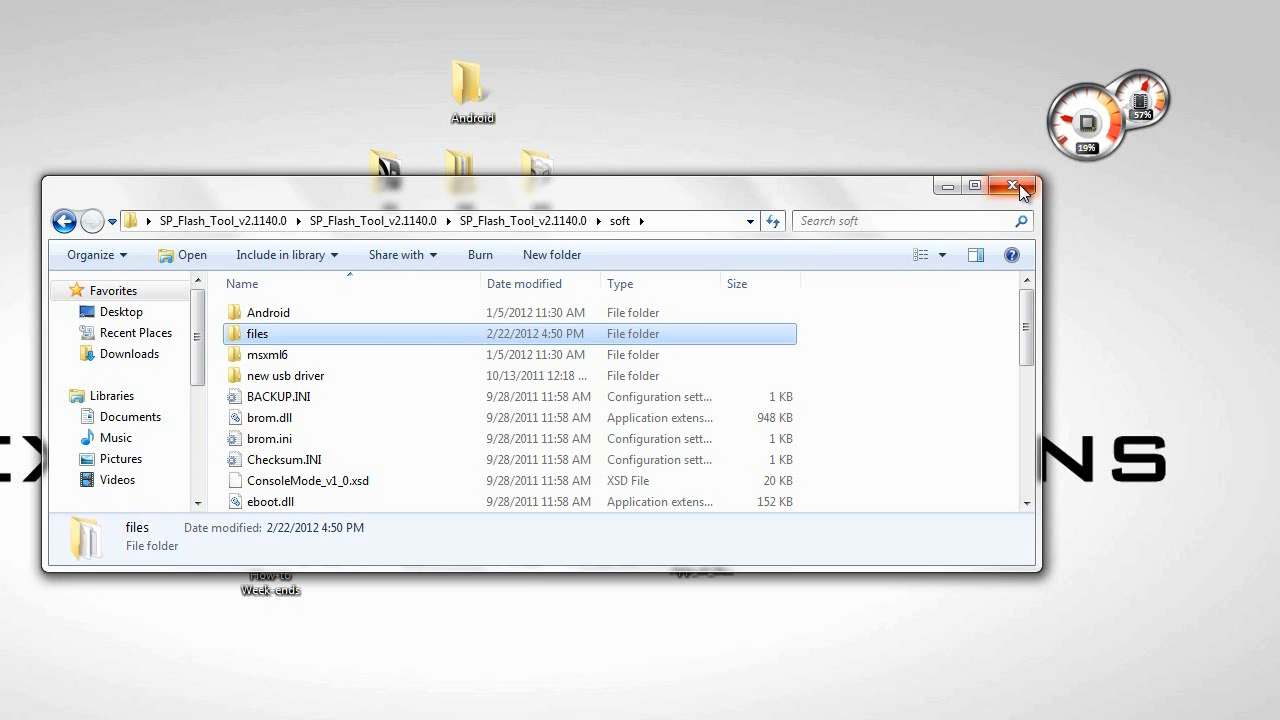 Android
57%
19%
SP_Flash_Tool_v2.1140.0 SP_Flash_Tool_v2.1140.0 SP_Flash_Tool_v2.1140.0 soft
Search soft
Organize Open Include in library Share with Burn New folder
Name Date modified Type Size
Favorites
Desktop
Recent Places
Downloads
Libraries
Documents
Music
Pictures
Videos
Android 1/5/2012 11:30 AM File folder
files 2/22/2012 4:50 PM File folder
msxml6 1/5/2012 11:30 AM File folder
new usb driver 10/13/2011 12:18 ... File folder
BACKUP.INI 9/28/2011 11:58 AM Configuration sett... 1 KB
brom.dll 9/28/2011 11:58 AM Application extens... 948 KB
brom.ini 9/28/2011 11:58 AM Configuration sett... 1 KB
Checksum.INI 9/28/2011 11:58 AM Configuration sett... 1 KB
ConsoleMode_v1_0.xsd 9/28/2011 11:58 AM XSD File 20 KB
eboot.dll 9/28/2011 11:58 AM Application extens... 152 KB
files Date modified: 2/22/2012 4:50 PM
File folder
NS
How-to
Week-ends